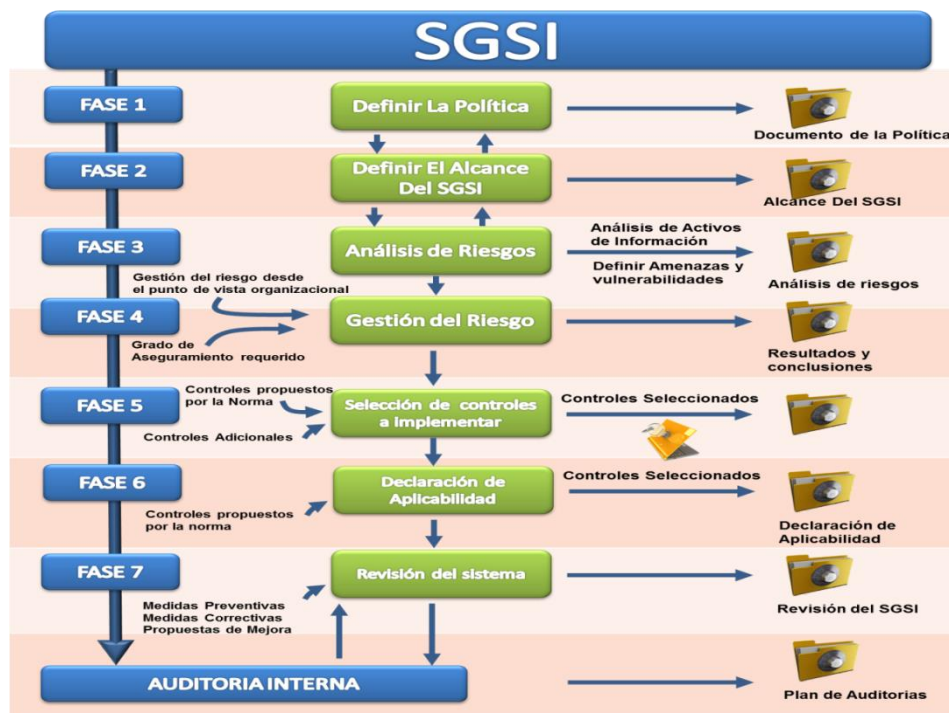 SGSI
FASE 1
Definir La Política
Documento de la Política
FASE 2
Definir El Alcance
Del SGSI
Alcance Del SGSI
FASE 3
Análisis de Riesgos
Análisis de Activos
de Información
Definir Amenazas y
vulnerabilidades
Análisis de riesgos
Gestión del riesgo desde
el punto de vista organizacional
FASE 4
Gestión del Riesgo
Grado de
Aseguramiento requerido
Resultados y
conclusiones
FASE 5
Controles propuestos
por la Norma
Controles Adicionales
Selección de controles
a Implementar
Controles Seleccionados
FASE 6
Declaración de
Aplicabilidad
Controles Seleccionados
Controles propuestos
por la norma
Declaración de
Aplicabilidad
FASE 7
Revisión del sistema
Medidas Preventivas
Medidas Correctivas
Propuestas de Mejora
Revisión del SGSI
AUDITORIA INTERNA
Plan de Auditorias